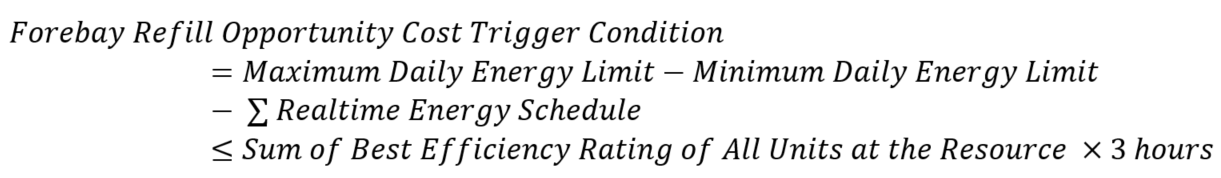 Forebay Refill Opportunity Cost Trigger Condition
= Maximum Daily Energy Limit − Minimum Daily Energy Limit
− ∑ Realtime Energy Schedule
≤ Sum of Best Efficiency Rating of All Units at the Resource × 3 hours